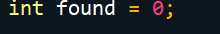 int found = 0;